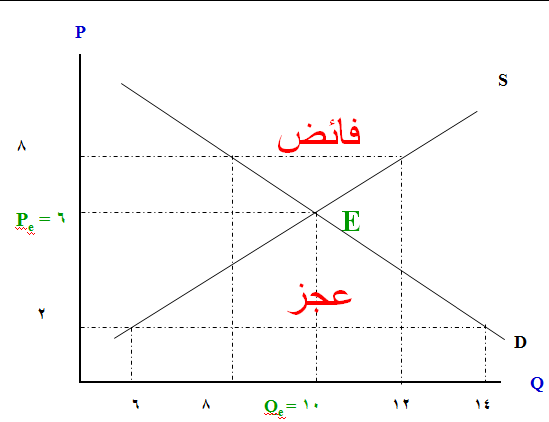 P
S
فائض
٨
Pe = ٦
E
عجز
٢
D
Q
٦ ٨ Qe = ١٠ ١٢ ١٤